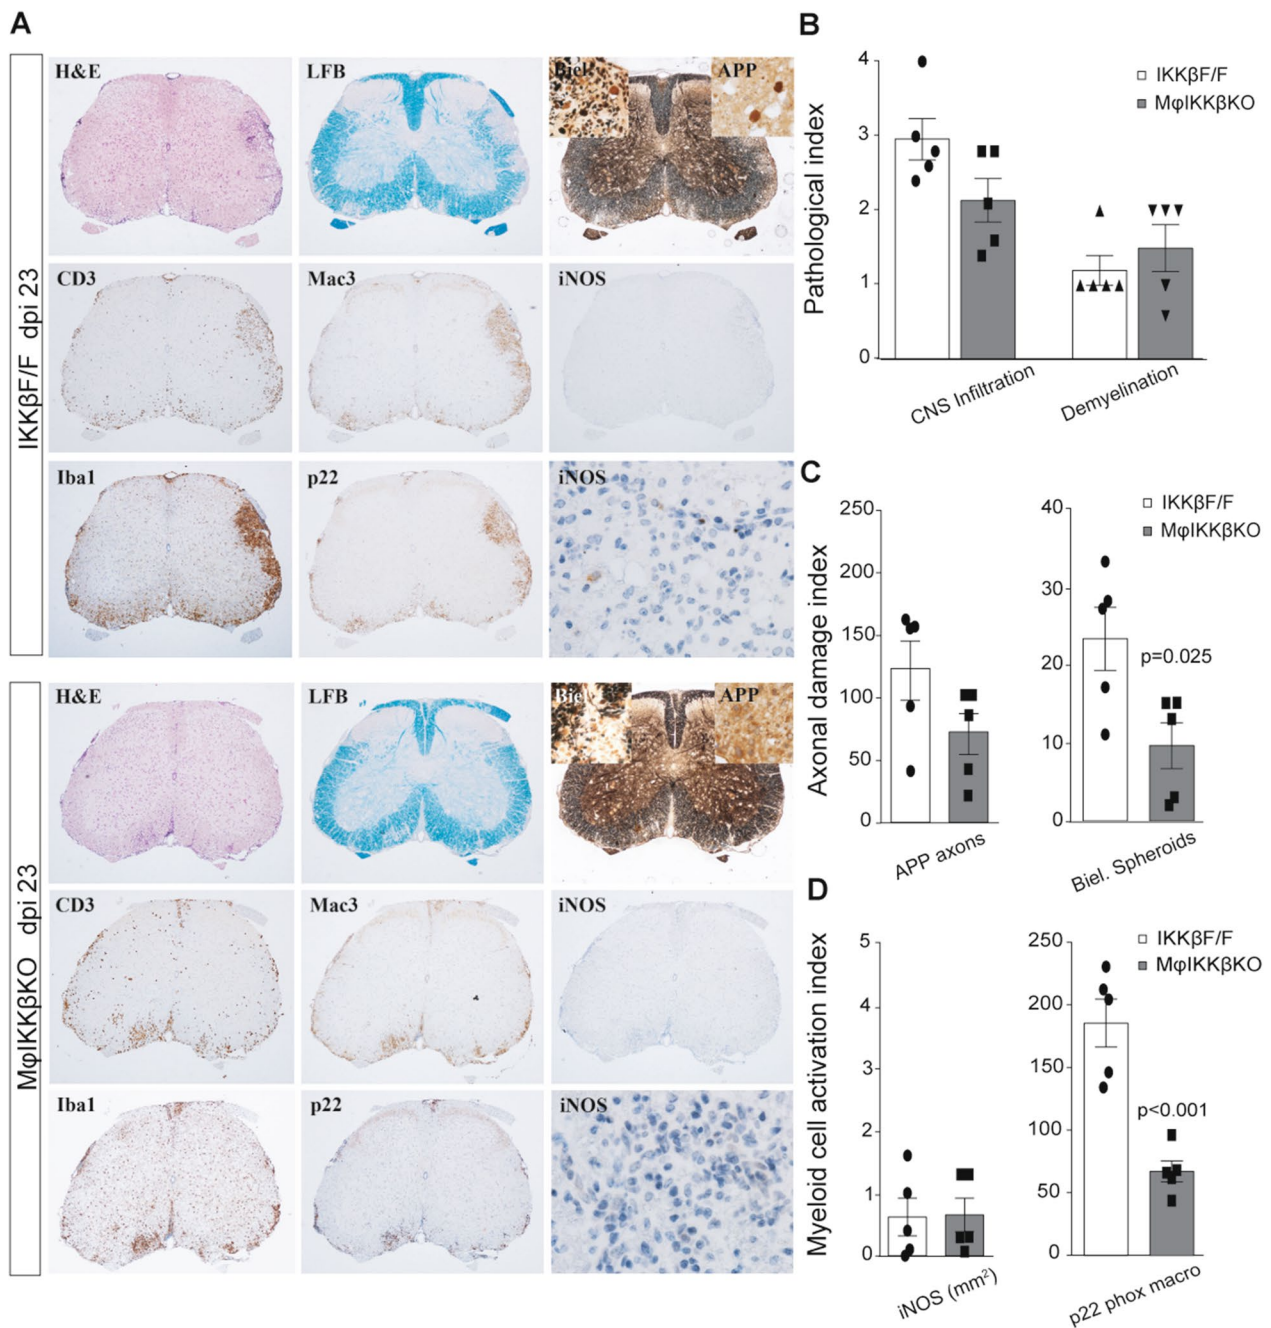 A
IKKβF/F dpi 23
H&E
LFB
Biel
APP
CD3
Mac3
iNOS
Iba1
p22
iNOS
MφIKKβKO dpi 23
H&E
LFB
Biel
APP
CD3
Mac3
iNOS
Iba1
p22
iNOS
B
Pathological index
4
3
2
1
0
IKKβF/F
MφIKKβKO
CNS Infiltration
Demyelination
C
Axonal damage index
250
200
150
100
50
0
APP axons
40
30
20
10
0
IKKβF/F
MφIKKβKO
p=0.025
Biel. Spheroids
D
Myeloid cell activation index
5
4
3
2
1
0
iNOS (mm²)
250
200
150
100
50
0
IKKβF/F
MφIKKβKO
p<0.001
p22 phox macro